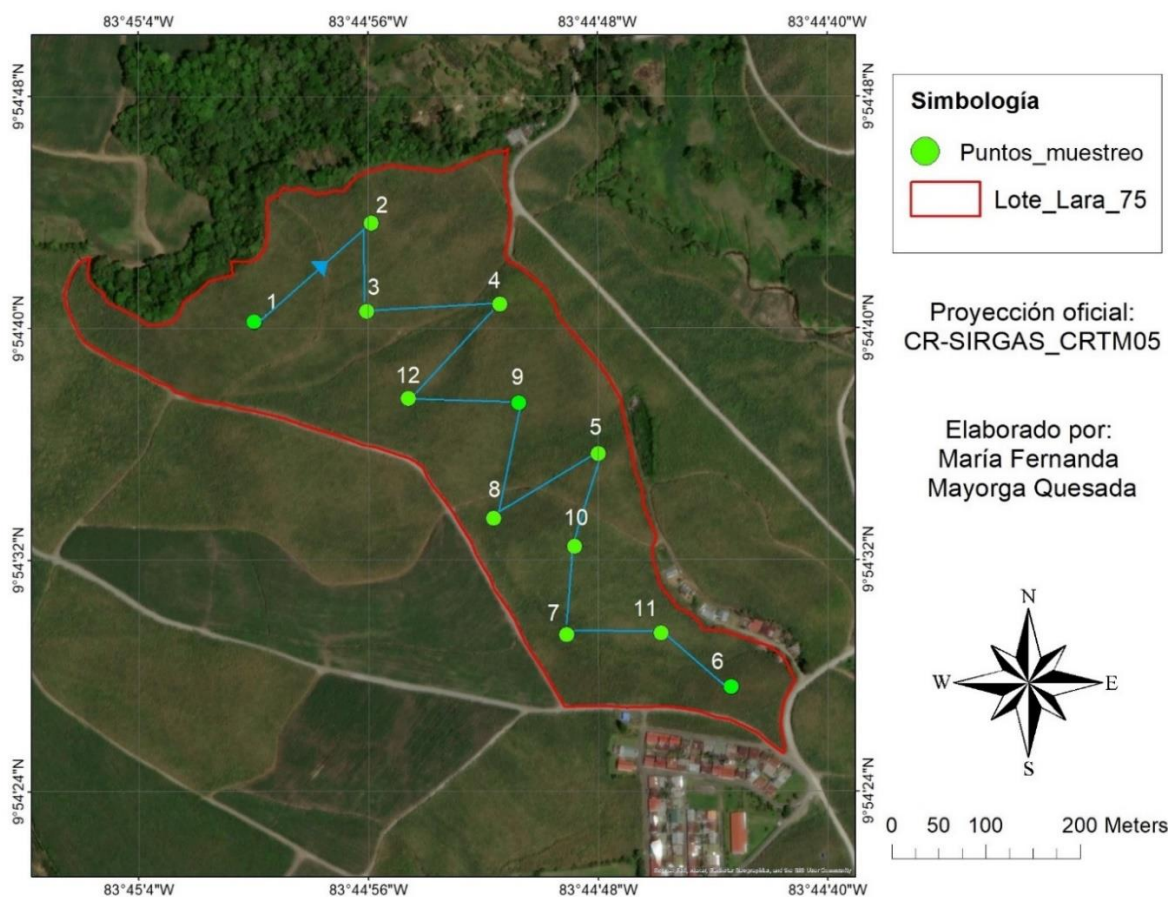 83°45'4"W 83°44'56"W 83°44'48"W 83°44'40"W
9°54'48"N 9°54'48"N
9°54'40"N 9°54'40"N
9°54'32"N 9°54'32"N
9°54'24"N 9°54'24"N
2
1
3
4
12
9
5
8
10
7
11
6
83°45'4"W 83°44'56"W 83°44'48"W 83°44'40"W
Simbología
Puntos_muestreo
Lote_Lara_75
Proyección oficial:
CR-SIRGAS_CRTM05
Elaborado por:
María Fernanda
Mayorga Quesada
N
W E
S
0 50 100 200 Meters